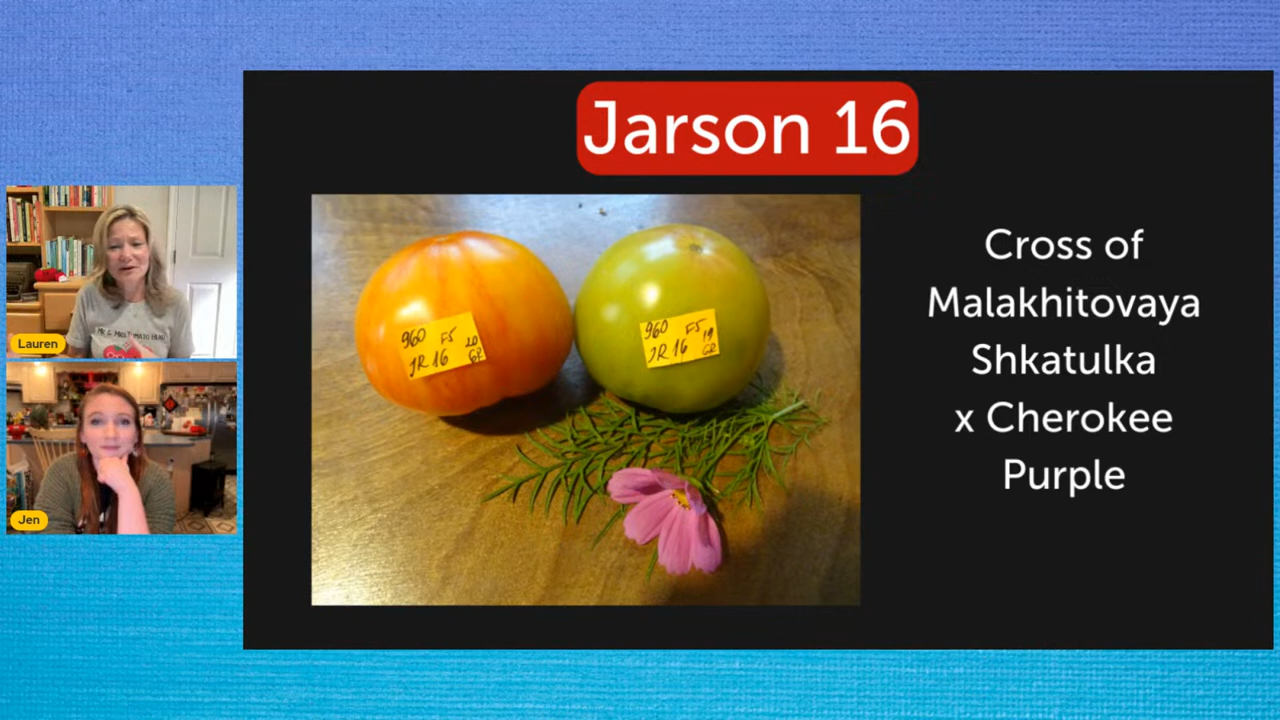 Jarson 16
Cross of
Malakhitovaya
Shkatulka
x Cherokee
Purple
960 F5 20
JR 16 GR
960 F5 19
JR 16 GR
Lauren
Jen